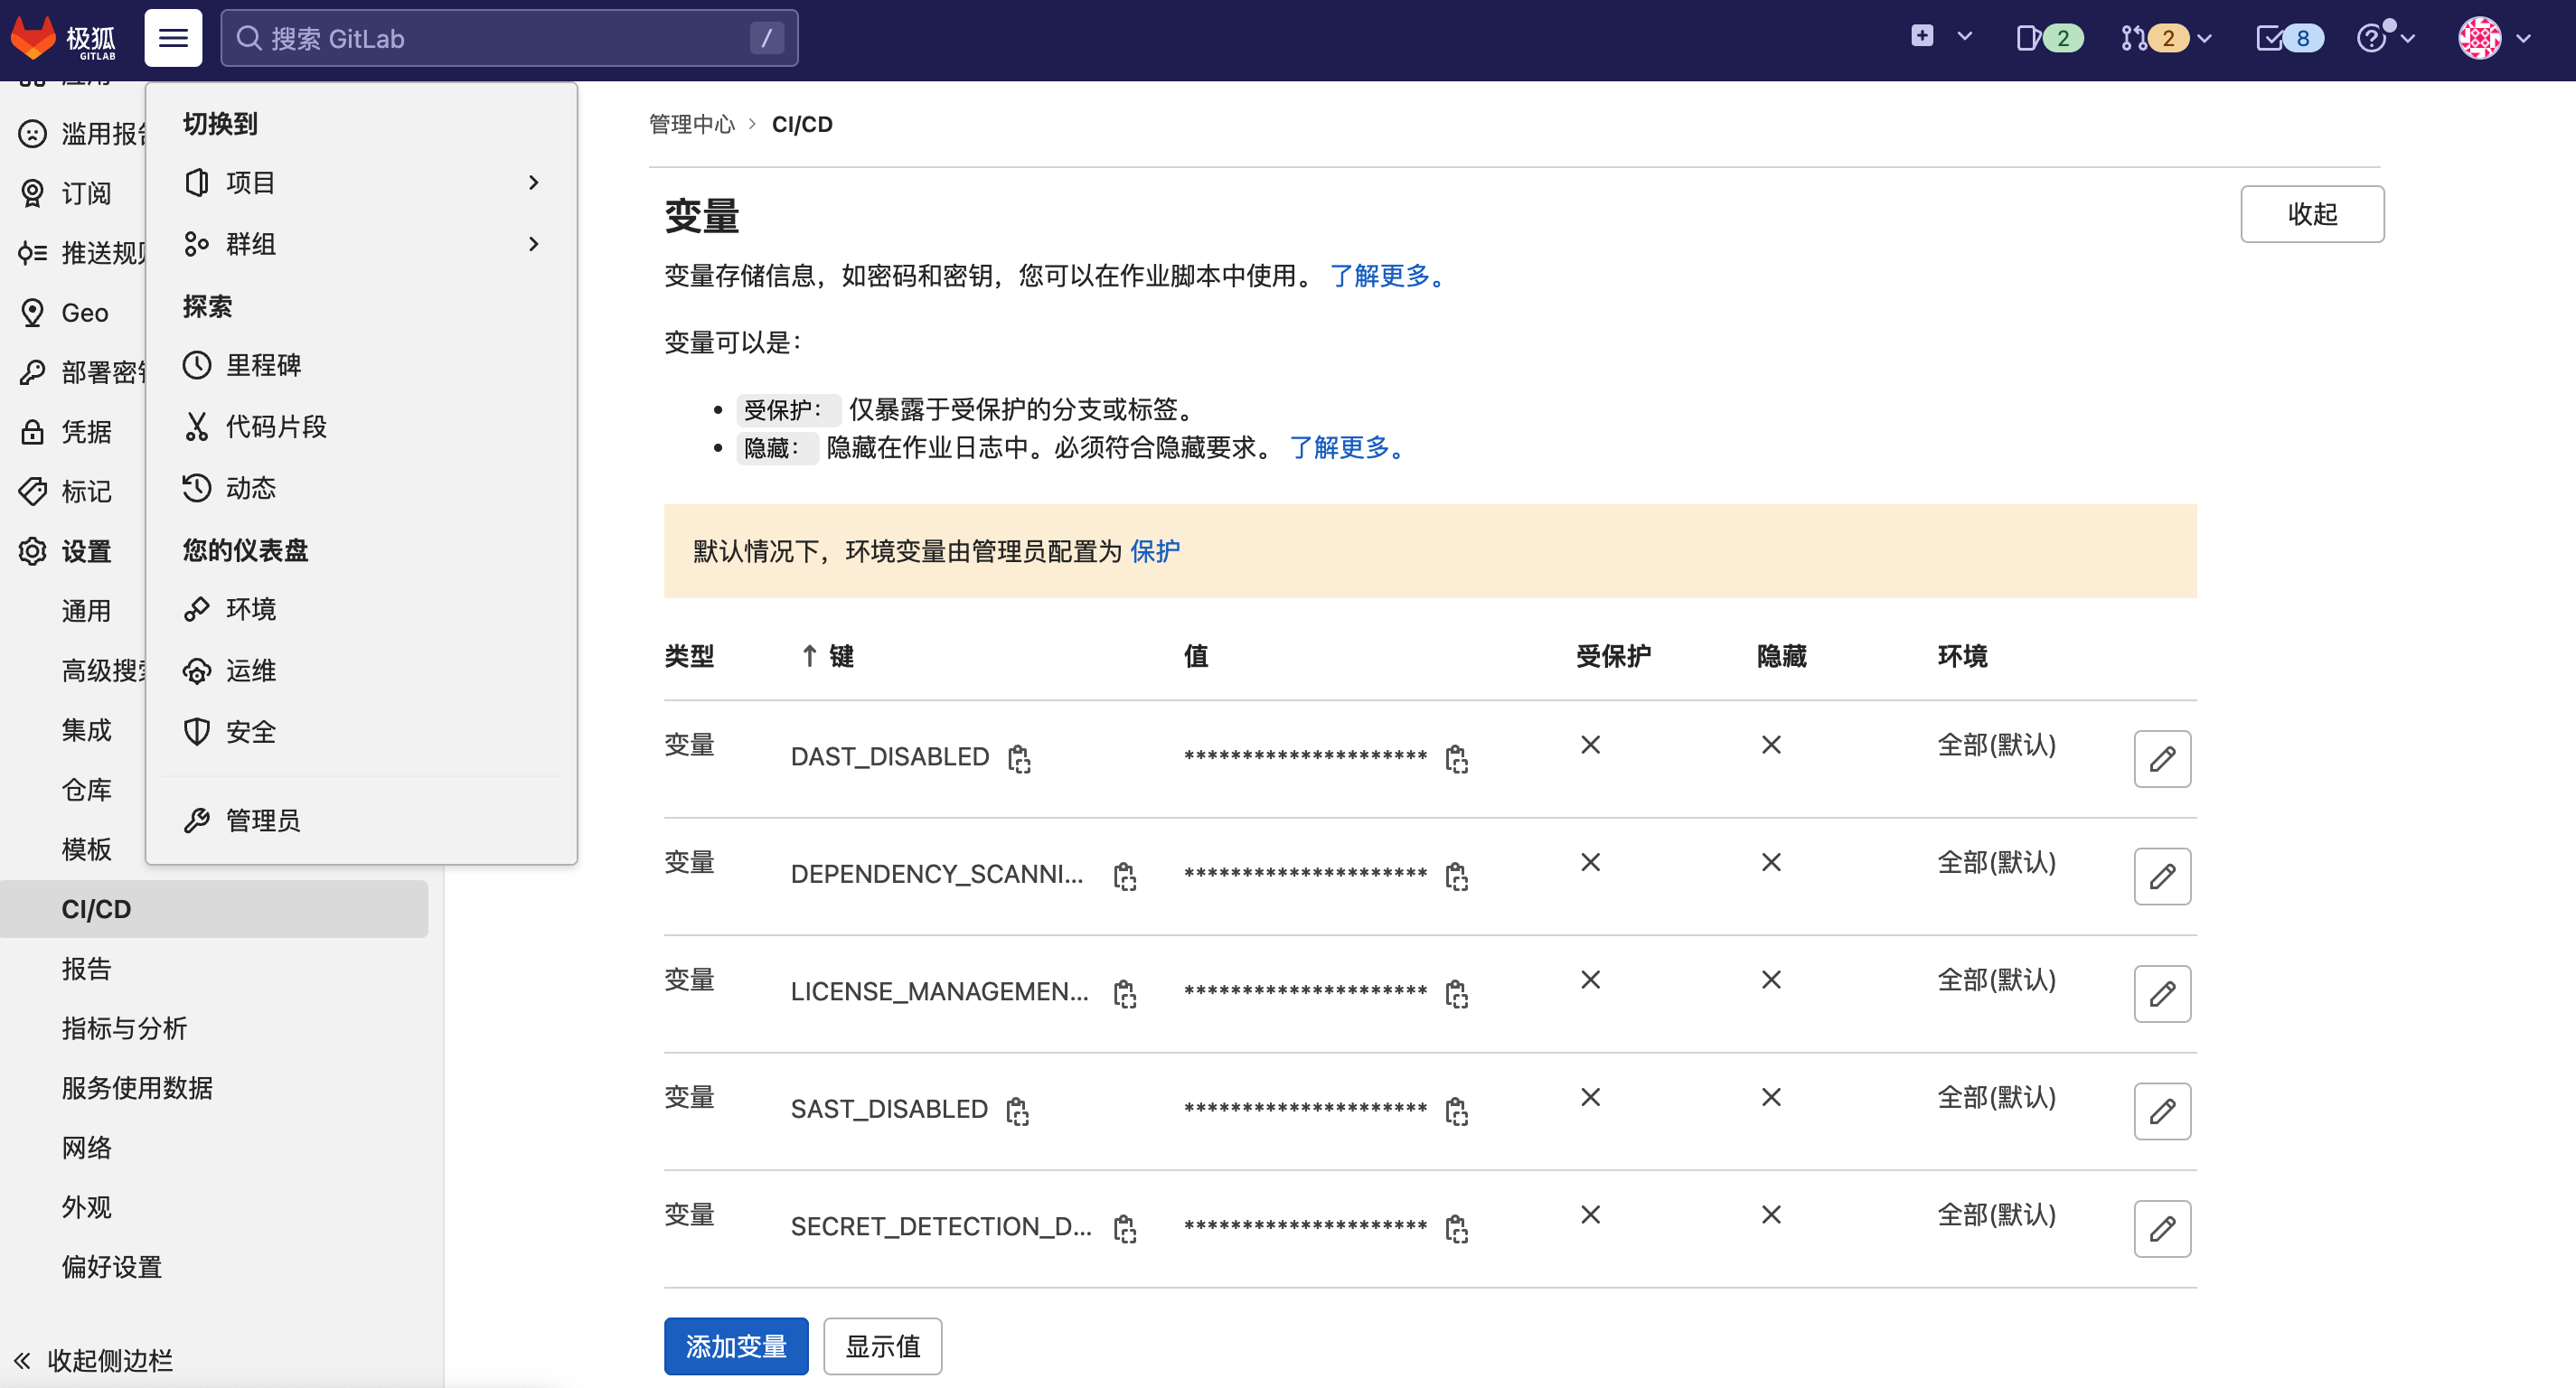 极狐
GITLAB
搜索 GitLab
/
2
2
8
滥用报告
订阅
推送规则
Geo
部署密钥
凭据
标记
设置
通用
高级搜索
集成
仓库
模板
CI/CD
报告
指标与分析
服务使用数据
网络
外观
偏好设置
收起侧边栏
切换到
项目
群组
探索
里程碑
代码片段
动态
您的仪表盘
环境
运维
安全
管理员
管理中心 > CI/CD
变量
收起
变量存储信息，如密码和密钥，您可以在作业脚本中使用。 了解更多。
变量可以是：
• 受保护： 仅暴露于受保护的分支或标签。
• 隐藏： 隐藏在作业日志中。必须符合隐藏要求。 了解更多。
默认情况下，环境变量由管理员配置为 保护
类型 ↑ 键 值 受保护 隐藏 环境
变量 DAST_DISABLED ********************* 全部(默认)
变量 DEPENDENCY_SCANNI... ********************* 全部(默认)
变量 LICENSE_MANAGEMEN... ********************* 全部(默认)
变量 SAST_DISABLED ********************* 全部(默认)
变量 SECRET_DETECTION_D... ********************* 全部(默认)
添加变量 显示值